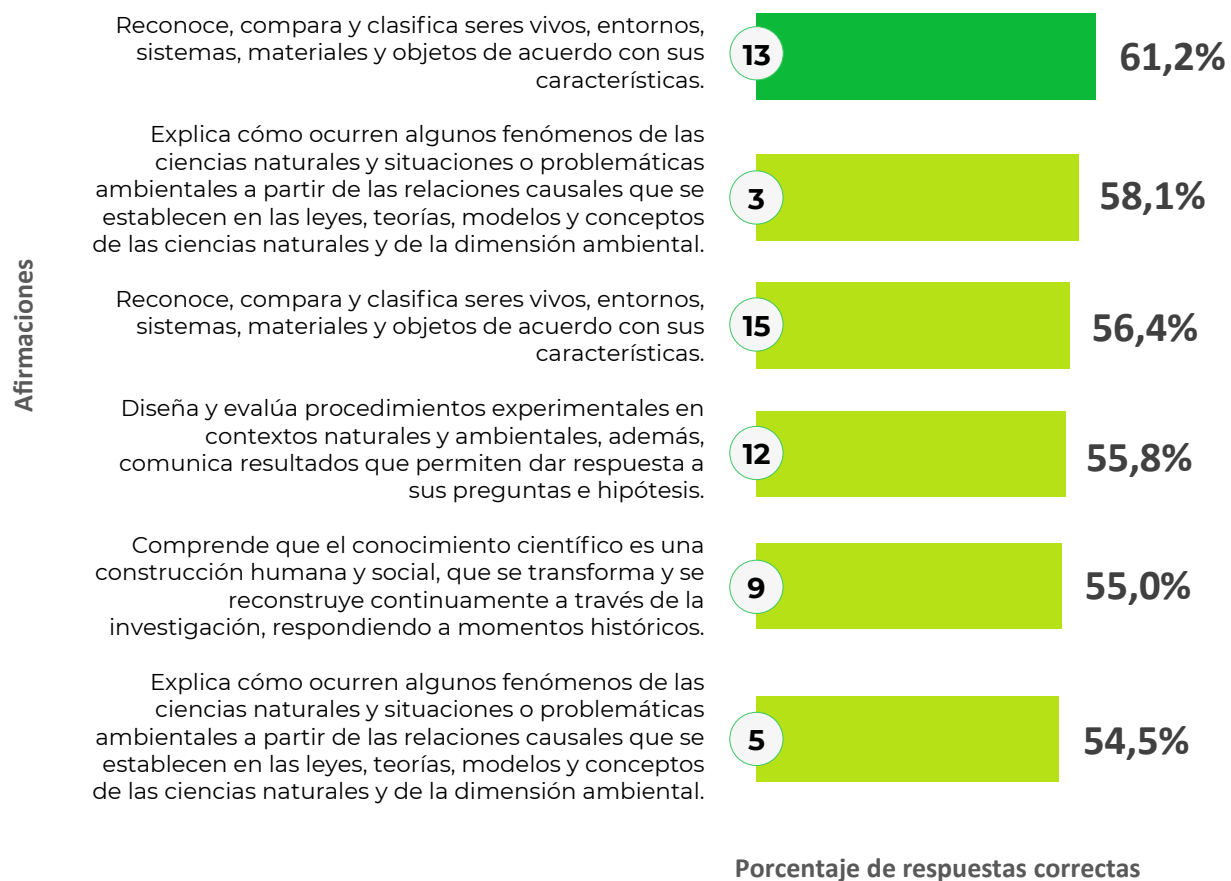 Reconoce, compara y clasifica seres vivos, entornos,
sistemas, materiales y objetos de acuerdo con sus
características.
13
61,2%
Explica cómo ocurren algunos fenómenos de las
ciencias naturales y situaciones o problemáticas
ambientales a partir de las relaciones causales que se
establecen en las leyes, teorías, modelos y conceptos
de las ciencias naturales y de la dimensión ambiental.
3
58,1%
Reconoce, compara y clasifica seres vivos, entornos,
sistemas, materiales y objetos de acuerdo con sus
características.
15
56,4%
Diseña y evalúa procedimientos experimentales en
contextos naturales y ambientales, además,
comunica resultados que permiten dar respuesta a
sus preguntas e hipótesis.
12
55,8%
Comprende que el conocimiento científico es una
construcción humana y social, que se transforma y se
reconstruye continuamente a través de la
investigación, respondiendo a momentos históricos.
9
55,0%
Explica cómo ocurren algunos fenómenos de las
ciencias naturales y situaciones o problemáticas
ambientales a partir de las relaciones causales que se
establecen en las leyes, teorías, modelos y conceptos
de las ciencias naturales y de la dimensión ambiental.
5
54,5%
Afirmaciones
Porcentaje de respuestas correctas